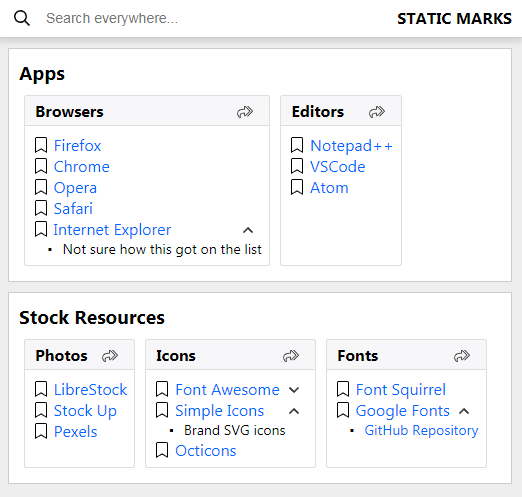 Search everywhere... STATIC MARKS
Apps
Browsers
Firefox
Chrome
Opera
Safari
Internet Explorer
Not sure how this got on the list
Editors
Notepad++
VSCode
Atom
Stock Resources
Photos
LibreStock
Stock Up
Pexels
Icons
Font Awesome
Simple Icons
Brand SVG icons
Octicons
Fonts
Font Squirrel
Google Fonts
GitHub Repository